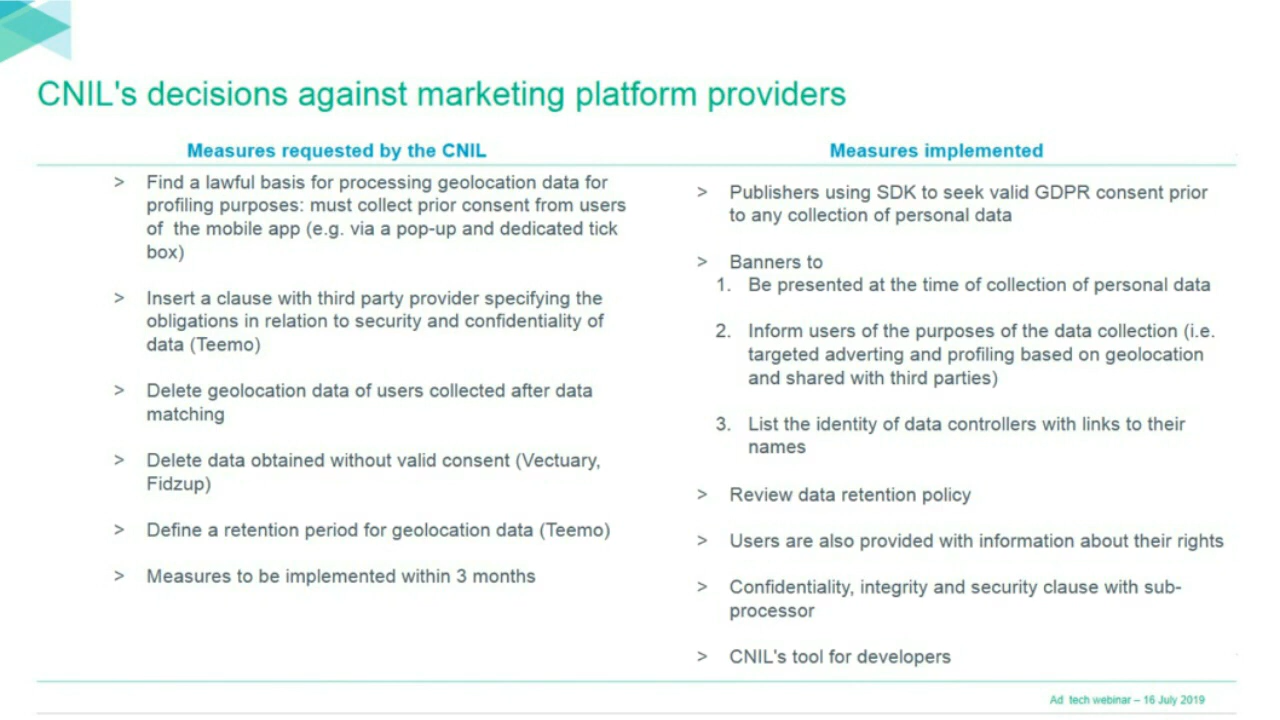 CNIL's decisions against marketing platform providers
Measures requested by the CNIL
> Find a lawful basis for processing geolocation data for
profiling purposes: must collect prior consent from users
of the mobile app (e.g. via a pop-up and dedicated tick
box)
> Insert a clause with third party provider specifying the
obligations in relation to security and confidentiality of
data (Teemo)
> Delete geolocation data of users collected after data
matching
> Delete data obtained without valid consent (Vectuary,
Fidzup)
> Define a retention period for geolocation data (Teemo)
> Measures to be implemented within 3 months
Measures implemented
> Publishers using SDK to seek valid GDPR consent prior
to any collection of personal data
> Banners to
1. Be presented at the time of collection of personal data
2. Inform users of the purposes of the data collection (i.e.
targeted adverting and profiling based on geolocation
and shared with third parties)
3. List the identity of data controllers with links to their
names
> Review data retention policy
> Users are also provided with information about their rights
> Confidentiality, integrity and security clause with sub-
processor
> CNIL's tool for developers
Ad tech webinar – 16 July 2019